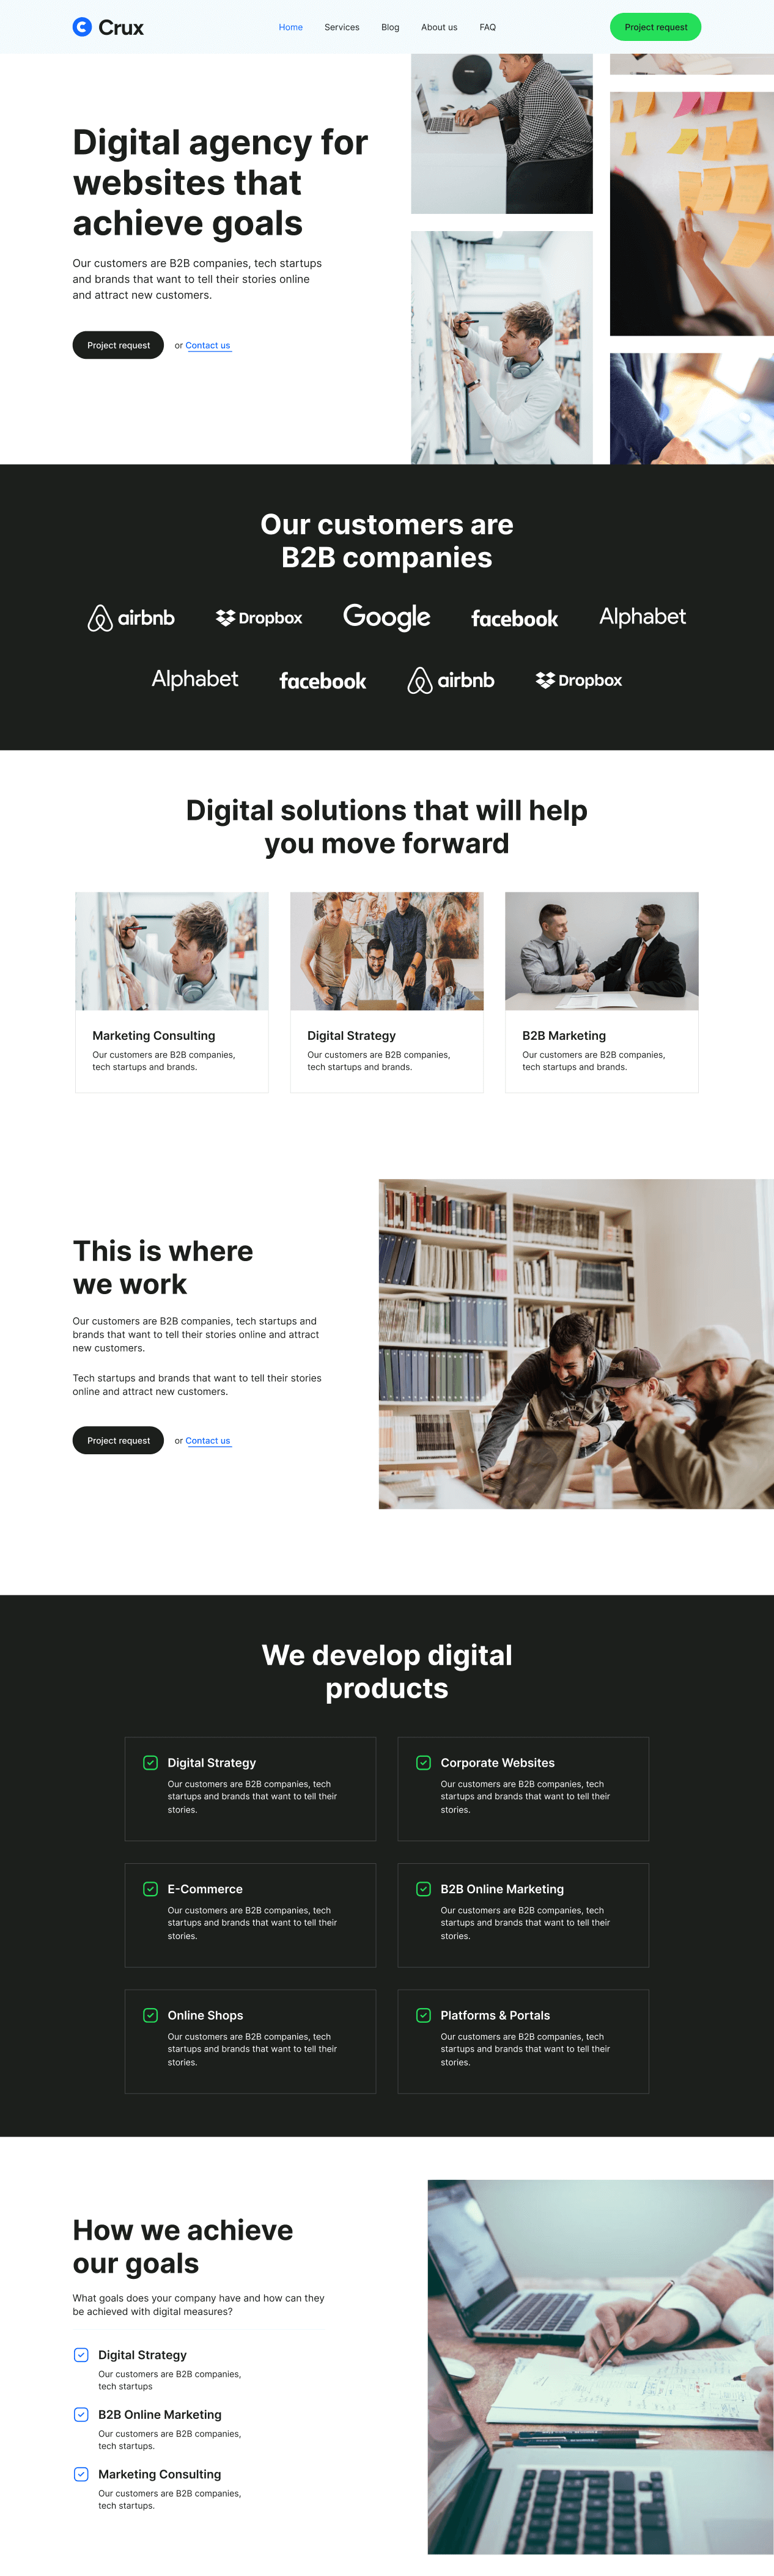 Crux
Home Services Blog About us FAQ
Project request
Digital agency for
websites that
achieve goals
Our customers are B2B companies, tech startups
and brands that want to tell their stories online
and attract new customers.
Project request or Contact us
Our customers are
B2B companies
airbnb Dropbox Google facebook Alphabet
Alphabet facebook airbnb Dropbox
Digital solutions that will help
you move forward
Marketing Consulting
Our customers are B2B companies,
tech startups and brands.
Digital Strategy
Our customers are B2B companies,
tech startups and brands.
B2B Marketing
Our customers are B2B companies,
tech startups and brands.
This is where
we work
Our customers are B2B companies, tech startups and
brands that want to tell their stories online and attract
new customers.
Tech startups and brands that want to tell their stories
online and attract new customers.
Project request or Contact us
We develop digital
products
Digital Strategy
Our customers are B2B companies, tech
startups and brands that want to tell their
stories.
Corporate Websites
Our customers are B2B companies, tech
startups and brands that want to tell their
stories.
E-Commerce
Our customers are B2B companies, tech
startups and brands that want to tell their
stories.
B2B Online Marketing
Our customers are B2B companies, tech
startups and brands that want to tell their
stories.
Online Shops
Our customers are B2B companies, tech
startups and brands that want to tell their
stories.
Platforms & Portals
Our customers are B2B companies, tech
startups and brands that want to tell their
stories.
How we achieve
our goals
What goals does your company have and how can they
be achieved with digital measures?
Digital Strategy
Our customers are B2B companies,
tech startups
B2B Online Marketing
Our customers are B2B companies,
tech startups.
Marketing Consulting
Our customers are B2B companies,
tech startups.